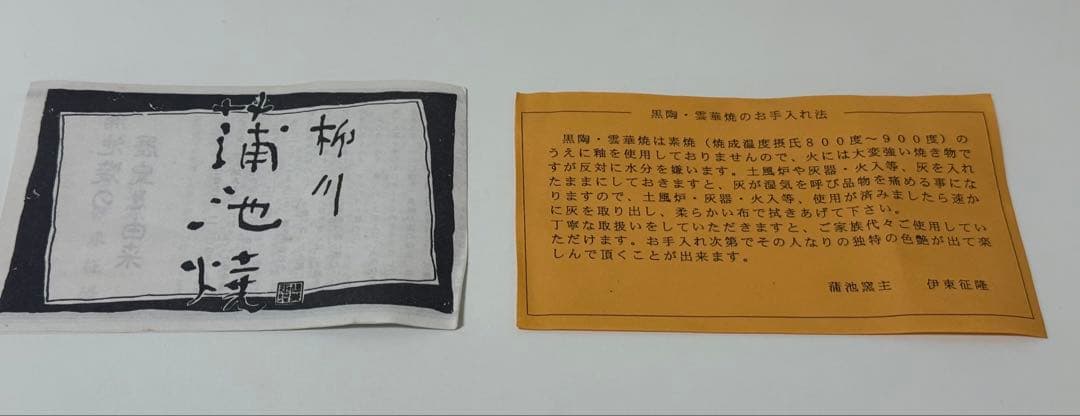 柳川
蒲池焼
黒陶・雲華焼のお手入れ法
黒陶・雲華焼は素焼(焼成温度摂氏800度~900度)の
うえに釉を使用しておりませんので、火には大変強い焼き物で
すが反対に水分を嫌います。土風炉や灰器・火入等、灰を入れ
たままにしておきますと、灰が湿気を呼び品物を痛める事にな
りますので、土風炉・灰器・火入等、使用が済みましたら速か
に灰を取り出し、柔らかい布で拭きあげて下さい。
丁寧な取扱いをしていただきますと、ご家族代々ご使用してい
ただけます。お手入れ次第でその人なりの独特の色艶が出て楽
しんで頂くことが出来ます。
蒲池窯主 伊東征隆